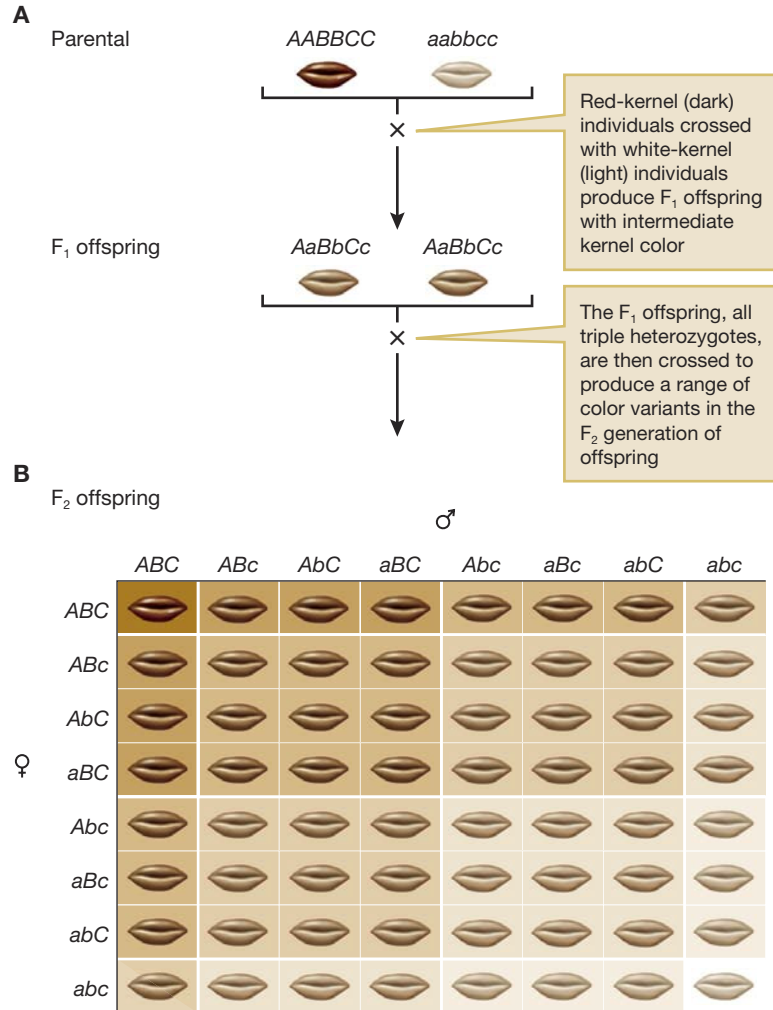 A
Parental
AABBCC aabbcc
×
Red-kernel (dark)
individuals crossed
with white-kernel
(light) individuals
produce F₁ offspring
with intermediate
kernel color
F₁ offspring
AaBbCc AaBbCc
×
The F₁ offspring, all
triple heterozygotes,
are then crossed to
produce a range of
color variants in the
F₂ generation of
offspring
B
F₂ offspring
♂
ABC ABc AbC aBC Abc aBc abC abc
ABC
ABc
AbC
♀
aBC
Abc
aBc
abC
abc